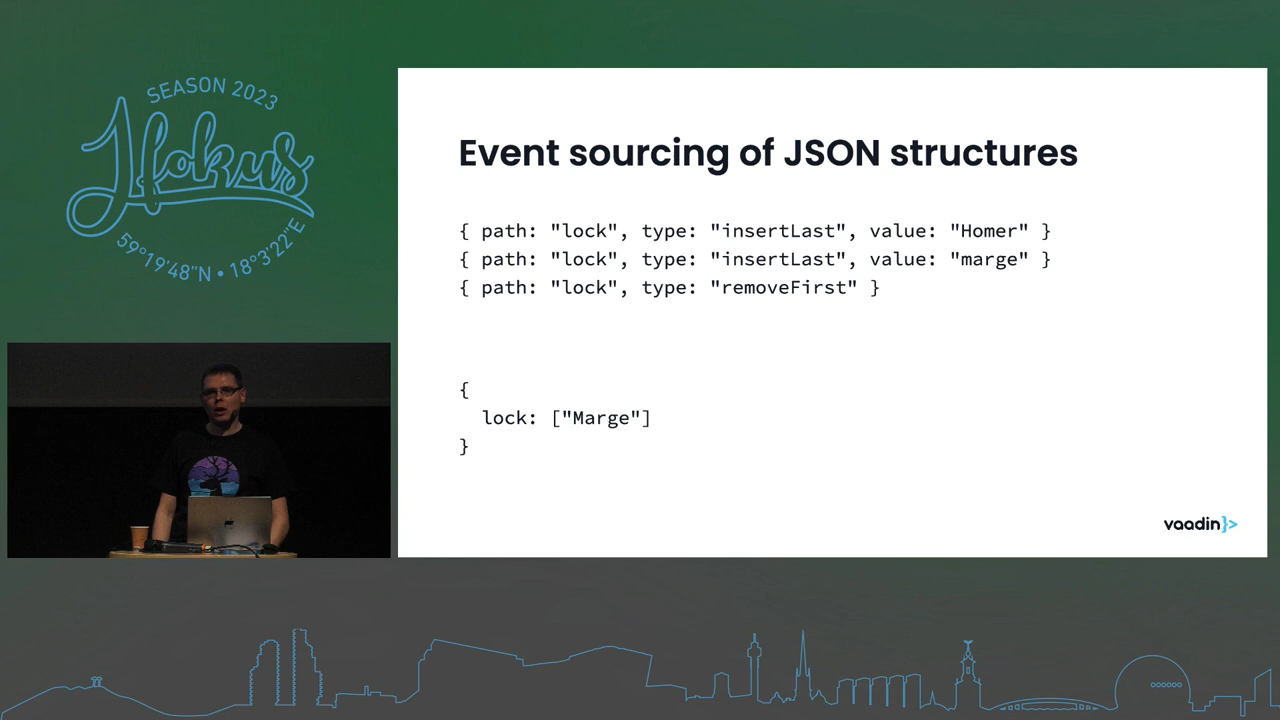 SEASON 2023
Hokus
59°19'48"N • 18°3'22"E
Event sourcing of JSON structures
{ path: "lock", type: "insertLast", value: "Homer" }
{ path: "lock", type: "insertLast", value: "marge" }
{ path: "lock", type: "removeFirst" }
{
lock: ["Marge"]
}
vaadin}>